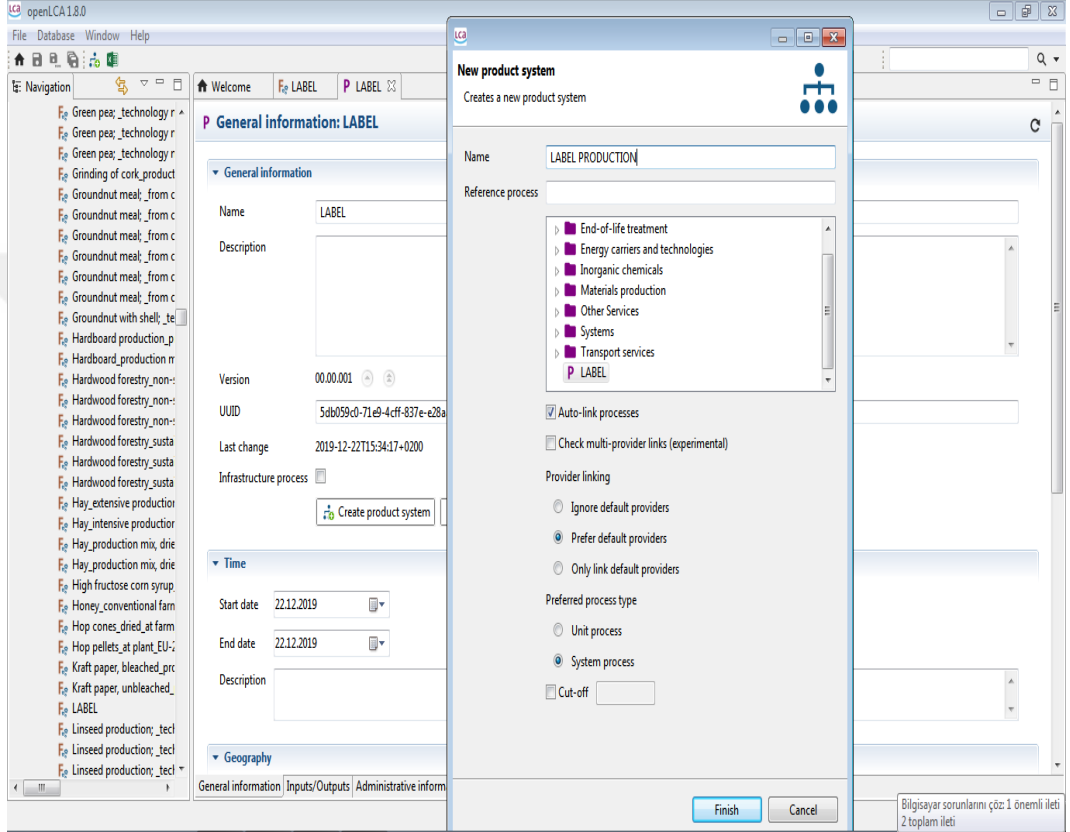 openLCA 1.8.0
File Database Window Help
Navigation
Green pea; _technology r
Green pea; _technology r
Green pea; _technology r
Grinding of cork_product
Groundnut meal; _from c
Groundnut meal; _from c
Groundnut meal; _from c
Groundnut meal; _from c
Groundnut meal; _from c
Groundnut meal; _from c
Groundnut with shell; _te
Hardboard production_p
Hardboard_production m
Hardwood forestry_non-s
Hardwood forestry_non-s
Hardwood forestry_non-s
Hardwood forestry_susta
Hardwood forestry_susta
Hardwood forestry_susta
Hay_extensive production
Hay_intensive production
Hay_production mix, drie
Hay_production mix, drie
High fructose corn syrup
Honey_conventional farn
Hop cones_dried_at farm
Hop pellets_at plant_EU-2
Kraft paper, bleached_pro
Kraft paper, unbleached_
LABEL
Linseed production; _tech
Linseed production; _tech
Linseed production; _tech
Welcome
LABEL
P LABEL
P General information: LABEL
General information
Name LABEL
Description
Version 00.00.001
UUID 5db059c0-71e9-4cff-837e-e28a
Last change 2019-12-22T15:34:17+0200
Infrastructure process
Create product system
Time
Start date 22.12.2019
End date 22.12.2019
Description
Geography
General information Inputs/Outputs Administrative inform
LCA
New product system
Creates a new product system
Name LABEL PRODUCTION
Reference process
End-of-life treatment
Energy carriers and technologies
Inorganic chemicals
Materials production
Other Services
Systems
Transport services
P LABEL
Auto-link processes
Check multi-provider links (experimental)
Provider linking
Ignore default providers
Prefer default providers
Only link default providers
Preferred process type
Unit process
System process
Cut-off
Finish Cancel
Bilgisayar sorunlarını çöz: 1 önemli ileti
2 toplam ileti